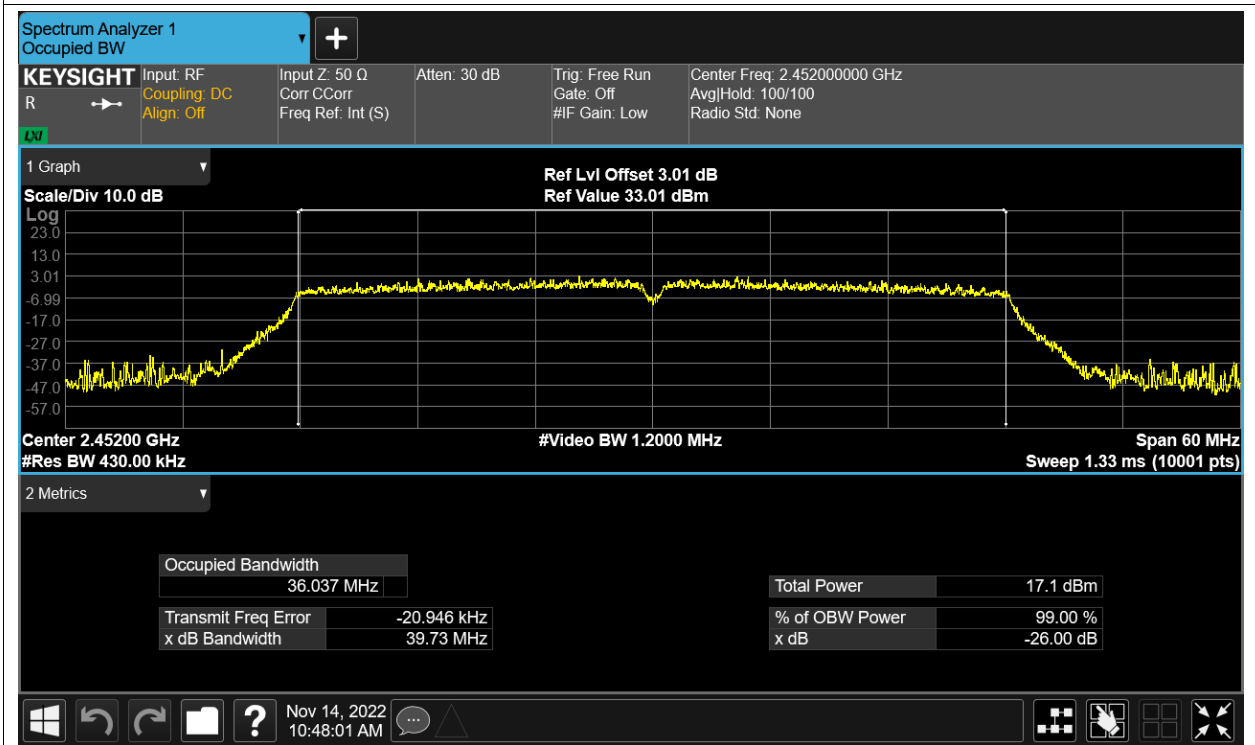 Spectrum Analyzer 1
Occupied BW
KEYSIGHT
R
LXI
Input: RF
Coupling: DC
Align: Off
Input Z: 50 Ω
Corr CCorr
Freq Ref: Int (S)
Atten: 30 dB
Trig: Free Run
Gate: Off
#IF Gain: Low
Center Freq: 2.452000000 GHz
Avg|Hold: 100/100
Radio Std: None
1 Graph
Scale/Div 10.0 dB
Ref Lvl Offset 3.01 dB
Ref Value 33.01 dBm
Log
23.0
13.0
3.01
-6.99
-17.0
-27.0
-37.0
-47.0
-57.0
Center 2.45200 GHz
#Video BW 1.2000 MHz
Span 60 MHz
#Res BW 430.00 kHz
Sweep 1.33 ms (10001 pts)
2 Metrics
Occupied Bandwidth
36.037 MHz
Total Power 17.1 dBm
Transmit Freq Error -20.946 kHz
% of OBW Power 99.00 %
x dB Bandwidth 39.73 MHz
x dB -26.00 dB
?
Nov 14, 2022
10:48:01 AM